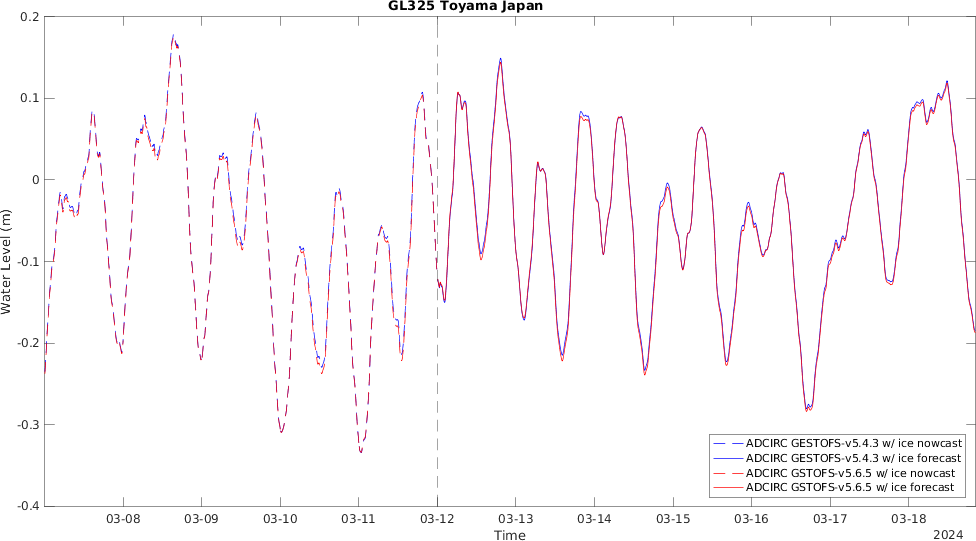 GL325 Toyama Japan
0.2
0.1
0
-0.1
-0.2
-0.3
-0.4
Water Level (m)
ADCIRC GESTOFS-v5.4.3 w/ ice nowcast
ADCIRC GESTOFS-v5.4.3 w/ ice forecast
ADCIRC GSTOFS-v5.6.5 w/ ice nowcast
ADCIRC GSTOFS-v5.6.5 w/ ice forecast
03-08 03-09 03-10 03-11 03-12 03-13 03-14 03-15 03-16 03-17 03-18
Time
2024